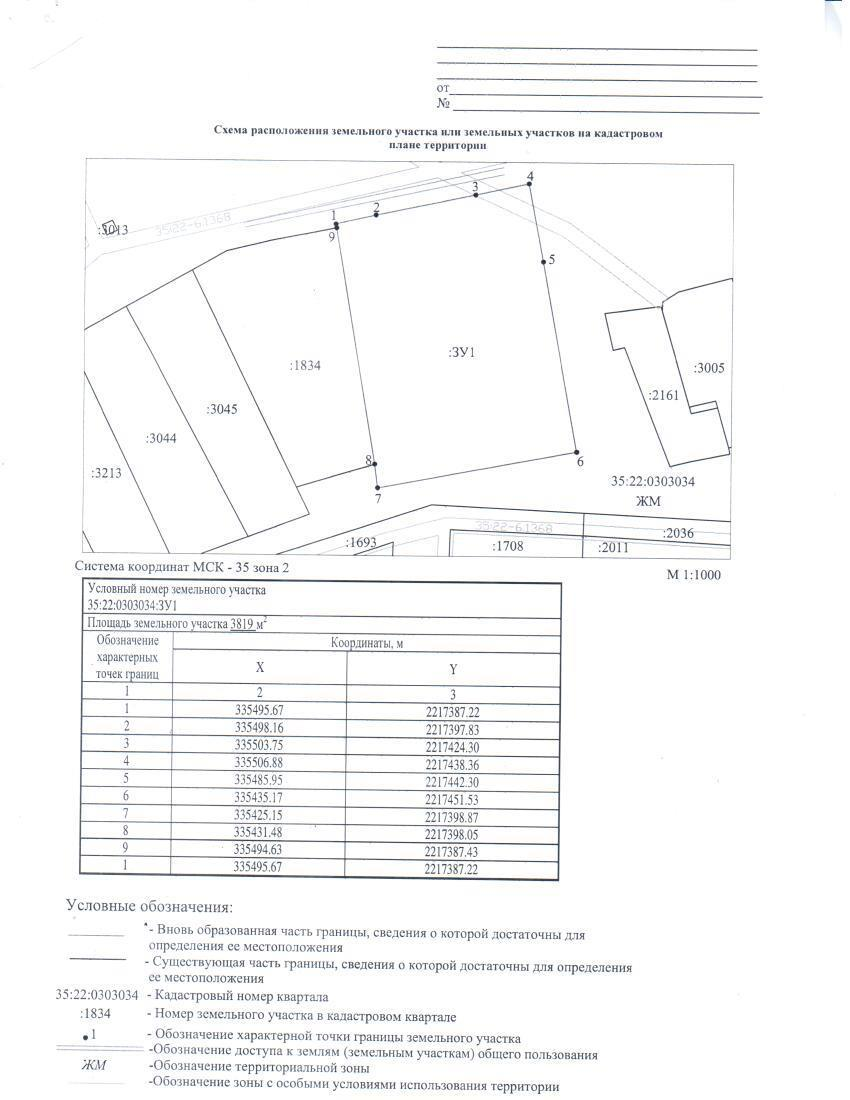 от
№
Схема расположения земельного участка или земельных участков на кадастровом
плане территории
:3013
35:22-6.1368
1
2
3
4
9
5
:ЗУ1
:1834
:3005
:2161
:3045
:3044
8
6
:3213
7
35:22:0303034
ЖМ
35:22-6.1368
:2036
:1693
:1708
:2011
Система координат МСК - 35 зона 2
М 1:1000
Условный номер земельного участка
35:22:0303034:ЗУ1
Площадь земельного участка 3819 м²
Обозначение
характерных
точек границ
Координаты, м
X
Y
1 2 3
1 335495.67 2217387.22
2 335498.16 2217397.83
3 335503.75 2217424.30
4 335506.88 2217438.36
5 335485.95 2217442.30
6 335435.17 2217451.53
7 335425.15 2217398.87
8 335431.48 2217398.05
9 335494.63 2217387.43
1 335495.67 2217387.22
Условные обозначения:
- Вновь образованная часть границы, сведения о которой достаточны для
определения ее местоположения
- Существующая часть границы, сведения о которой достаточны для определения
ее местоположения
35:22:0303034 - Кадастровый номер квартала
:1834 - Номер земельного участка в кадастровом квартале
1 - Обозначение характерной точки границы земельного участка
-Обозначение доступа к землям (земельным участкам) общего пользования
ЖМ -Обозначение территориальной зоны
-Обозначение зоны с особыми условиями использования территории